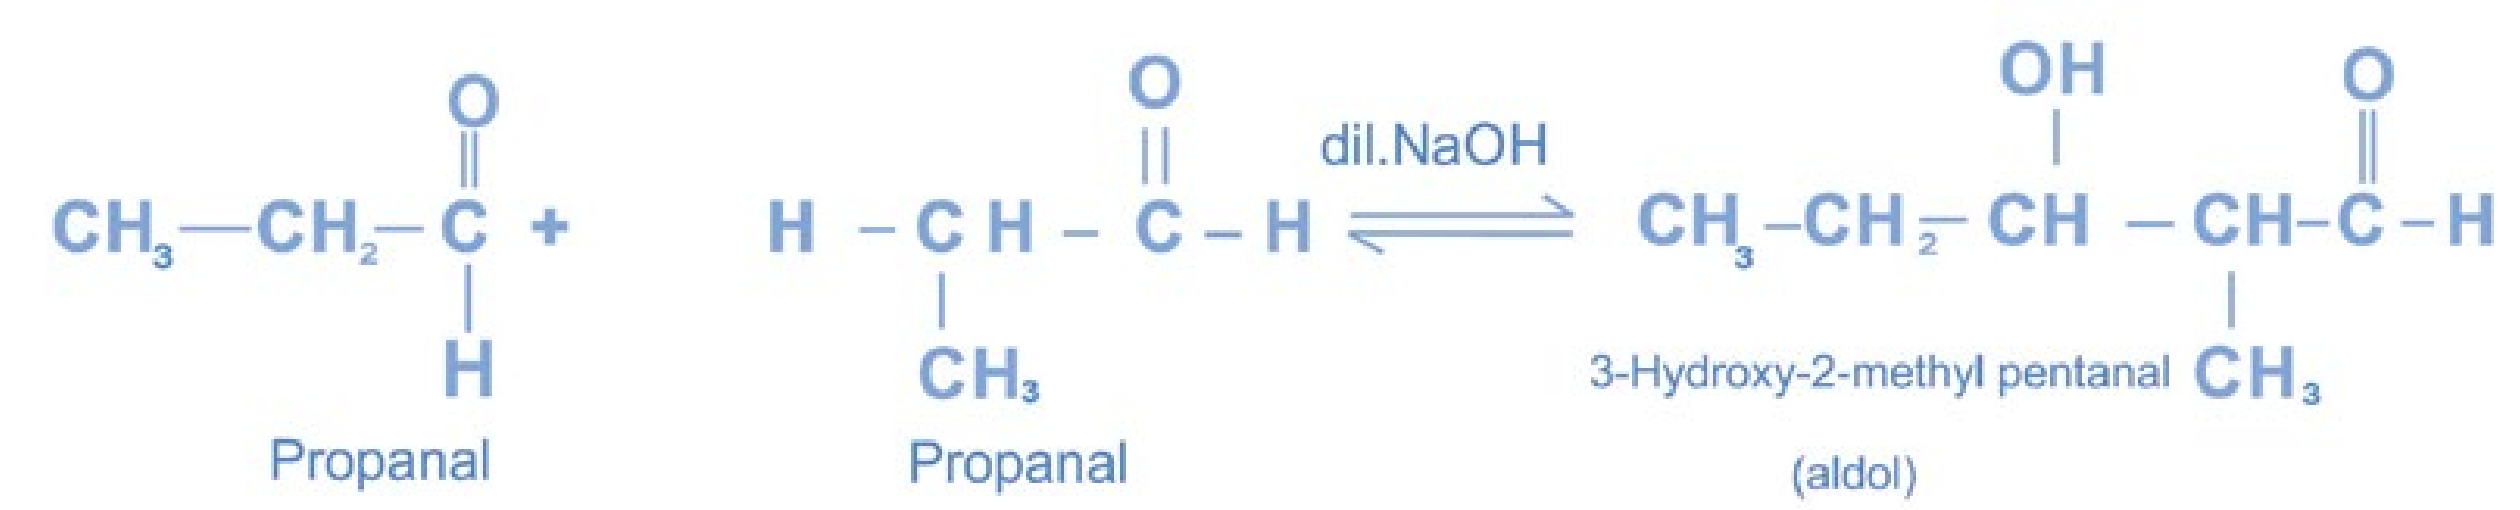 O O OH O
dil.NaOH
CH₃—CH₂—C + H – CH – C – H ⇌ CH₃–CH₂–CH – CH–C–H
H CH₃ 3-Hydroxy-2-methyl pentanal CH₃
Propanal Propanal (aldol)